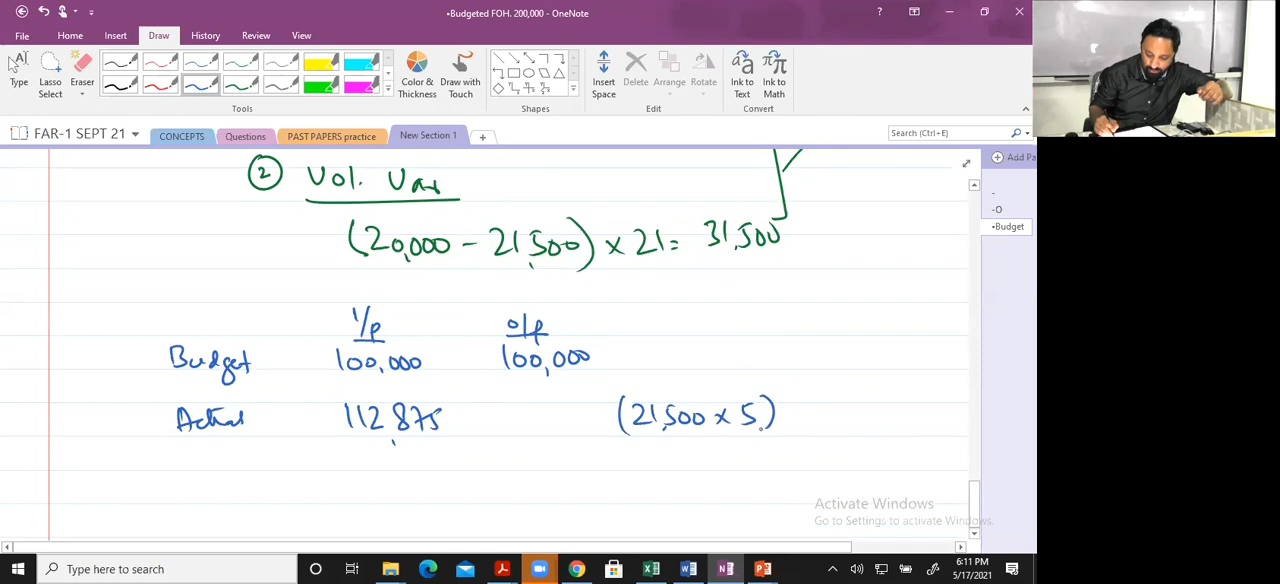 •Budgeted FOH. 200,000 - OneNote
File Home Insert Draw History Review View
Type
Lasso Select
Eraser
Color & Thickness
Draw with Touch
Insert Space
Delete
Arrange
Rotate
Ink to Text
Ink to Math
Tools
Shapes
Edit
Convert
FAR-1 SEPT 21
CONCEPTS
Questions
PAST PAPERS practice
New Section 1
Search (Ctrl+E)
Add Pa
-
-O
•Budget
② Vol. Var
(20,000 - 21,500) × 21 = 31,500
I/p o/p
Budget 100,000 100,000
Actual 112,875 (21,500 × 5)
Activate Windows
Go to Settings to activate Windows.
Type here to search
6:11 PM
5/17/2021